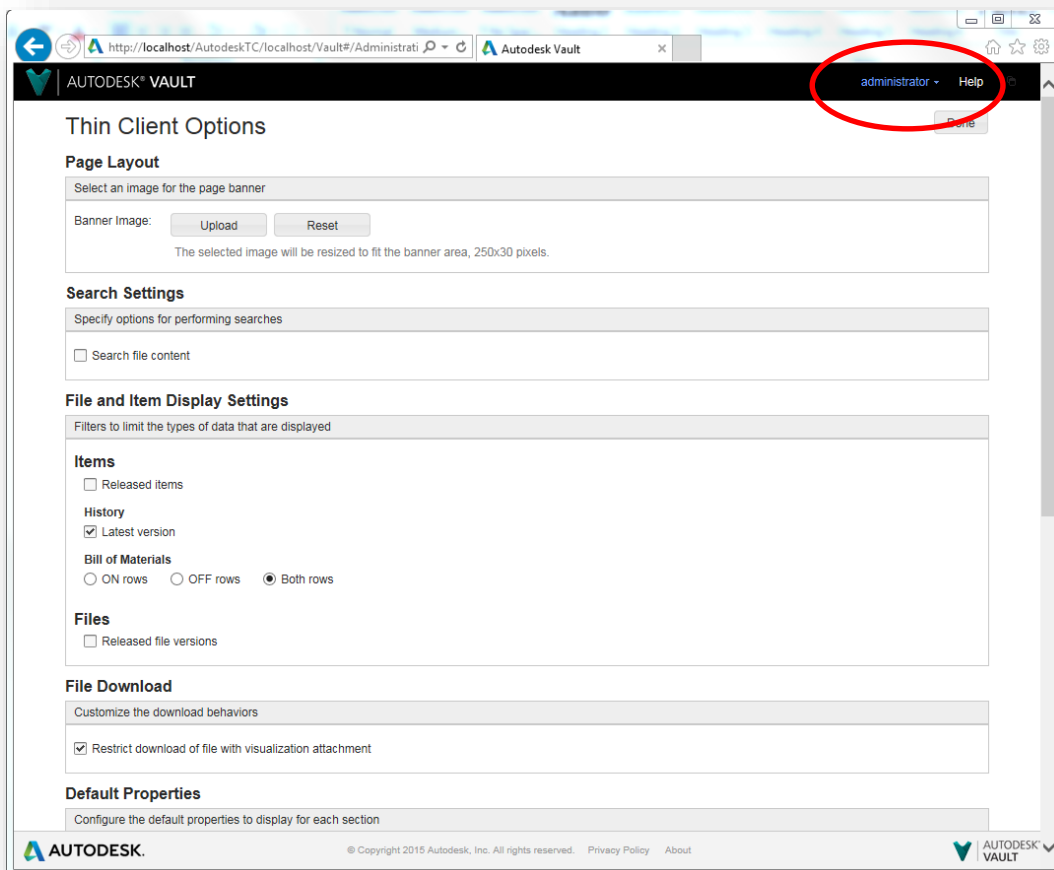 http://localhost/AutodeskTC/localhost/Vault#/Administrati
Autodesk Vault
AUTODESK® VAULT
administrator
Help
Thin Client Options
Done
Page Layout
Select an image for the page banner
Banner Image:
Upload
Reset
The selected image will be resized to fit the banner area, 250x30 pixels.
Search Settings
Specify options for performing searches
Search file content
File and Item Display Settings
Filters to limit the types of data that are displayed
Items
Released items
History
Latest version
Bill of Materials
ON rows OFF rows Both rows
Files
Released file versions
File Download
Customize the download behaviors
Restrict download of file with visualization attachment
Default Properties
Configure the default properties to display for each section
AUTODESK.
© Copyright 2015 Autodesk, Inc. All rights reserved. Privacy Policy About
AUTODESK®
VAULT